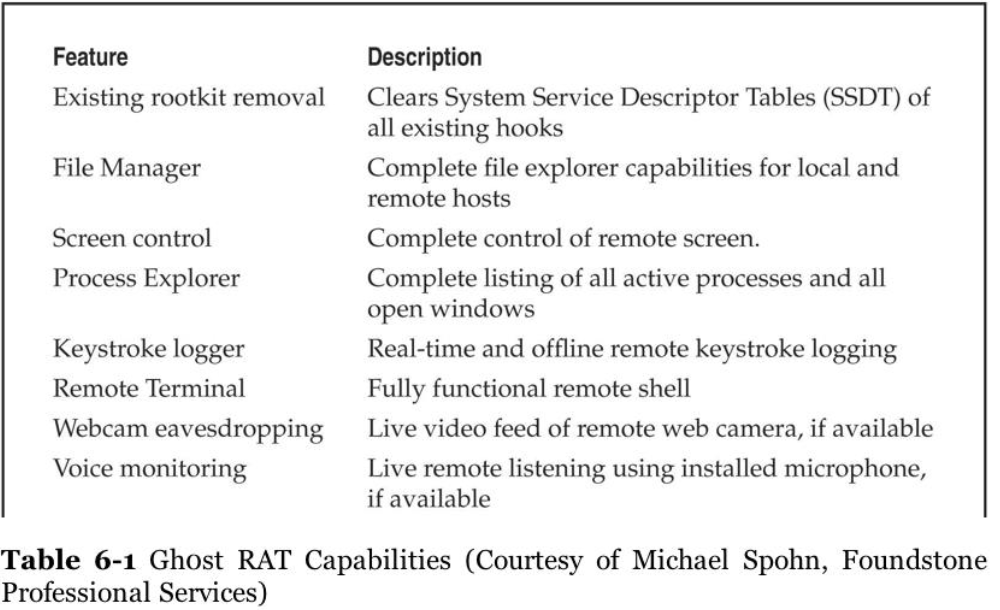 Feature Description
Existing rootkit removal Clears System Service Descriptor Tables (SSDT) of
all existing hooks
File Manager Complete file explorer capabilities for local and
remote hosts
Screen control Complete control of remote screen.
Process Explorer Complete listing of all active processes and all
open windows
Keystroke logger Real-time and offline remote keystroke logging
Remote Terminal Fully functional remote shell
Webcam eavesdropping Live video feed of remote web camera, if available
Voice monitoring Live remote listening using installed microphone,
if available
Table 6-1 Gh0st RAT Capabilities (Courtesy of Michael Spohn, Foundstone
Professional Services)